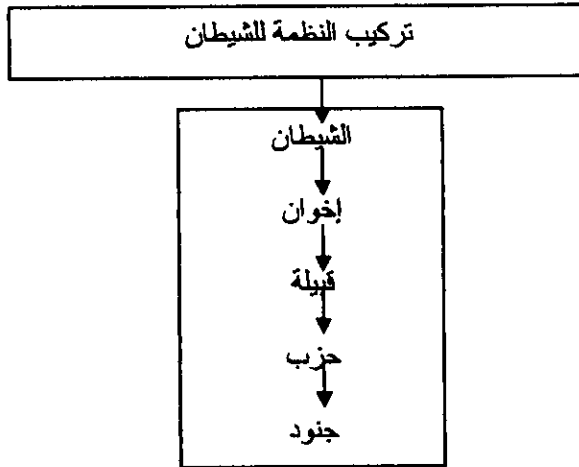 تركيب النظمة للشيطان
الشيطان
إخوان
قبيلة
حزب
جنود